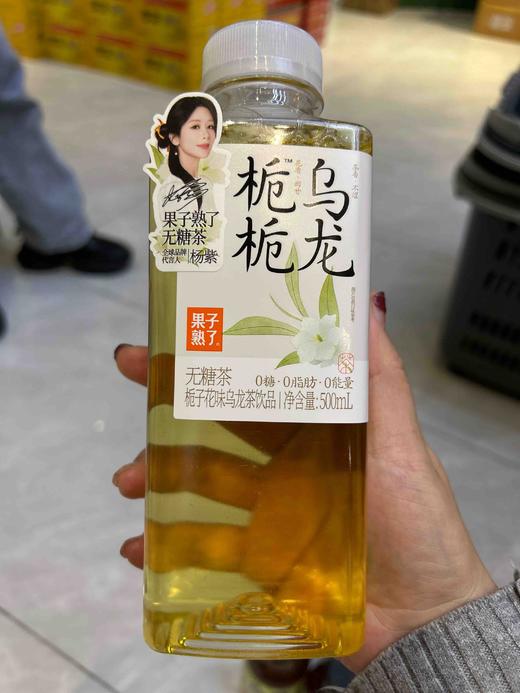 果子熟了
无糖茶
全球品牌
代言人
杨紫
栀栀™
乌龙
果子
熟了
无糖茶
0糖·0脂肪·0能量
栀子花味乌龙茶饮品 | 净含量:500mL